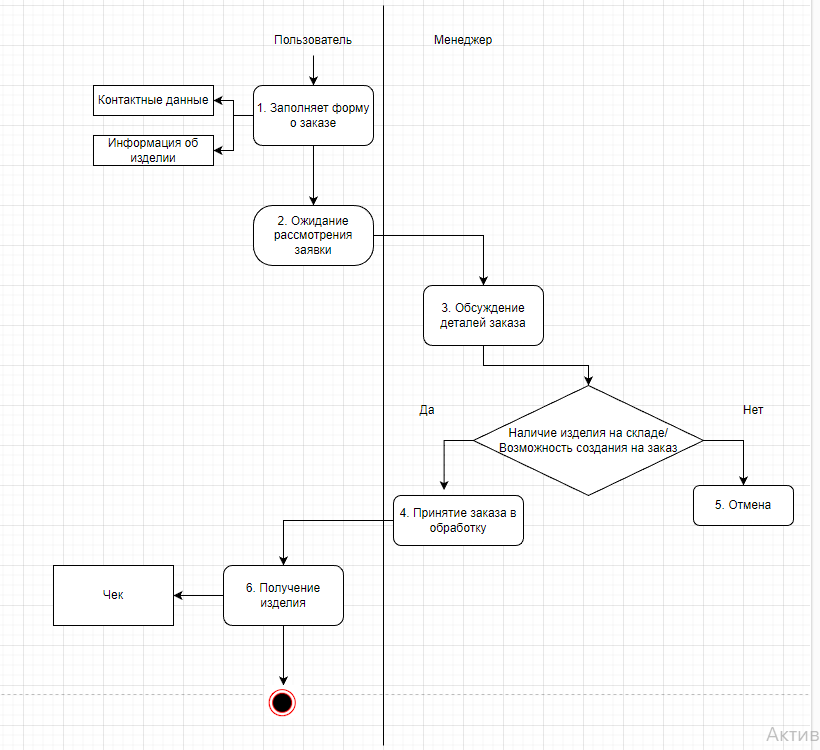 Пользователь
Менеджер
Контактные данные
1. Заполняет форму
о заказе
Информация об
изделии
2. Ожидание
рассмотрения
заявки
3. Обсуждение
деталей заказа
Да
Нет
Наличие изделия на складе/
Возможность создания на заказ
4. Принятие заказа в
обработку
5. Отмена
6. Получение
изделия
Чек
Актив